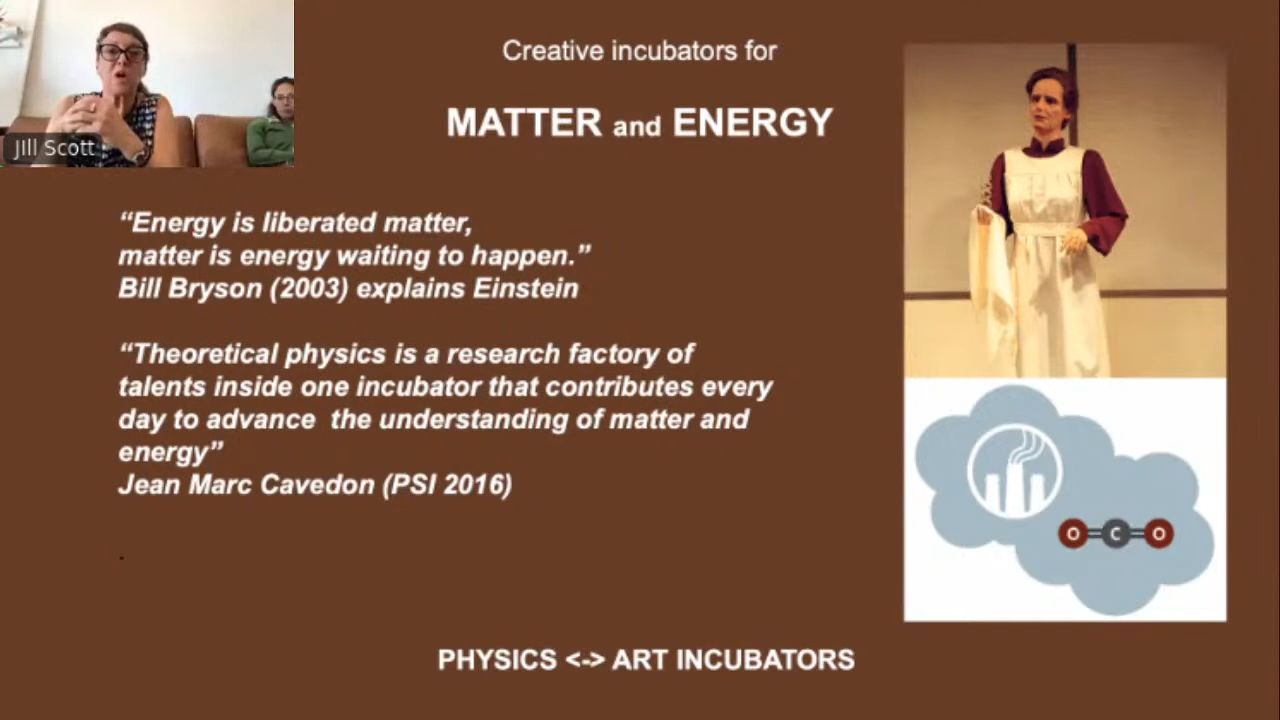 Creative incubators for
MATTER and ENERGY
JIll Scott
“Energy is liberated matter,
matter is energy waiting to happen.”
Bill Bryson (2003) explains Einstein
“Theoretical physics is a research factory of
talents inside one incubator that contributes every
day to advance  the understanding of matter and
energy”
Jean Marc Cavedon (PSI 2016)
.
O=C=O
PHYSICS <-> ART INCUBATORS